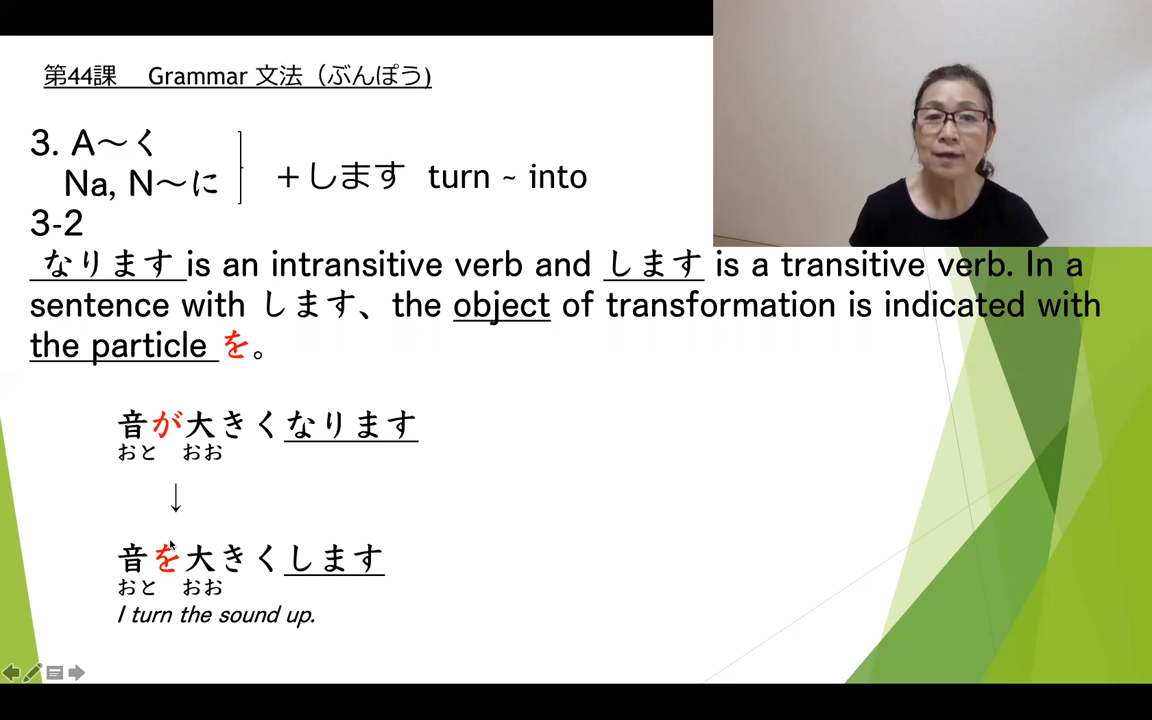 第44課　Grammar 文法（ぶんぽう)
3. A～く
Na, N～に
＋します turn ~ into
3-2
なります is an intransitive verb and します is a transitive verb. In a
sentence with します、the object of transformation is indicated with
the particle を。
音が大きくなります
おと おお
↓
音を大きくします
おと おお
I turn the sound up.